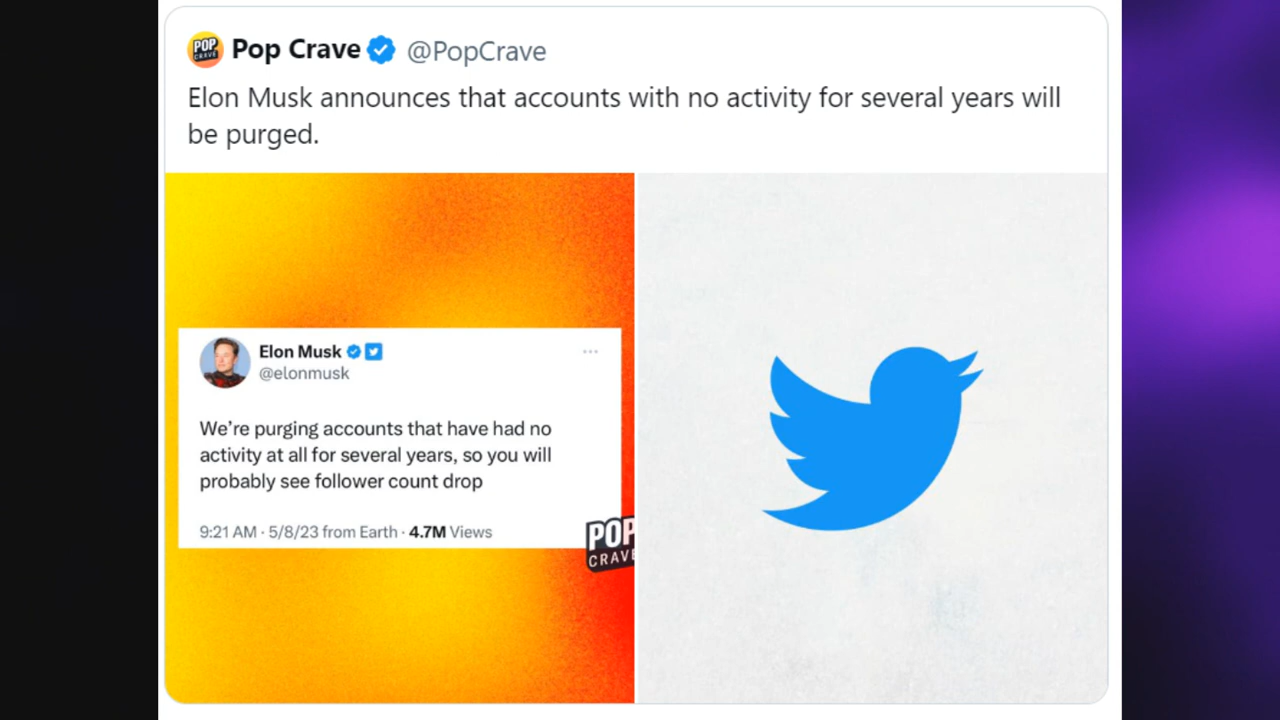 POP
CRAVE
Pop Crave @PopCrave
Elon Musk announces that accounts with no activity for several years will
be purged.
Elon Musk
@elonmusk
We’re purging accounts that have had no
activity at all for several years, so you will
probably see follower count drop
9:21 AM · 5/8/23 from Earth · 4.7M Views
POP
CRAVE